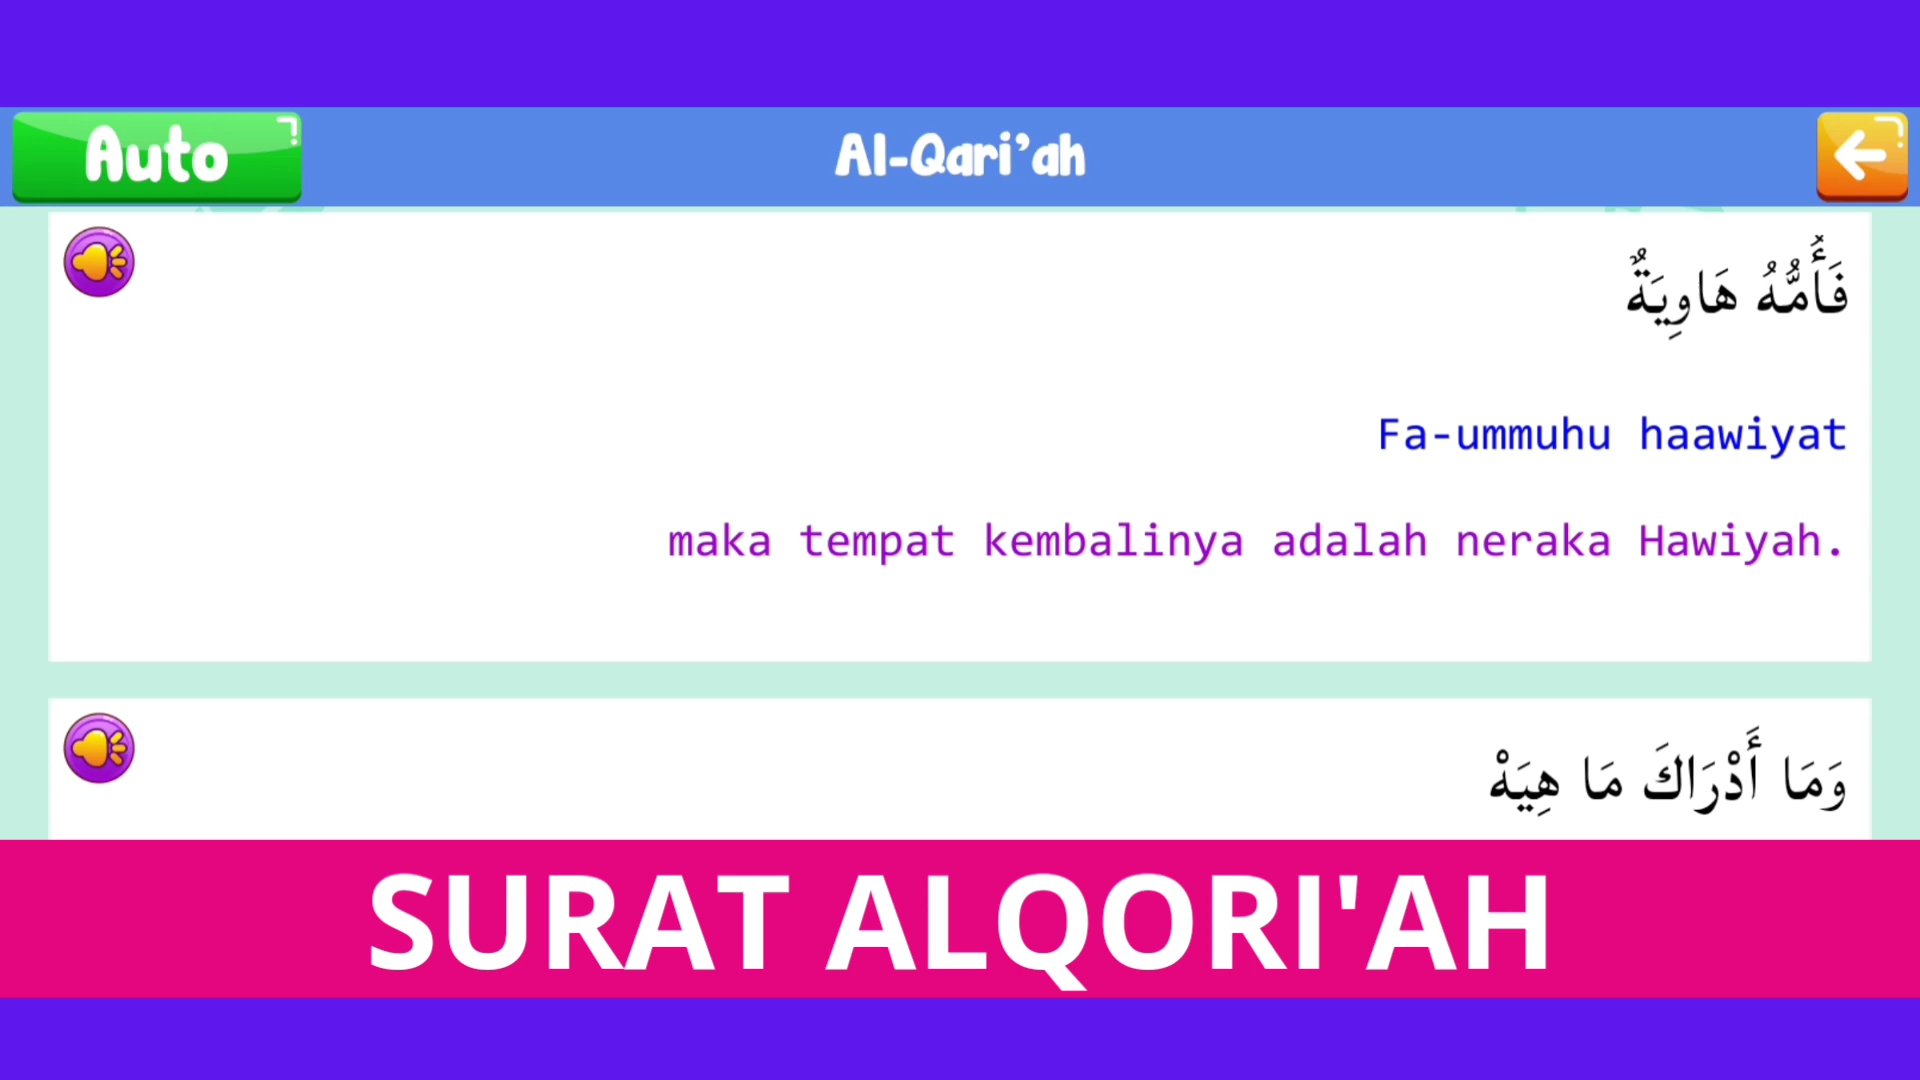 Auto
Al-Qari’ah
فَأُمُّهُ هَاوِيَةٌ
Fa-ummuhu haawiyat
maka tempat kembalinya adalah neraka Hawiyah.
وَمَا أَدْرَاكَ مَا هِيَهْ
SURAT ALQORI'AH